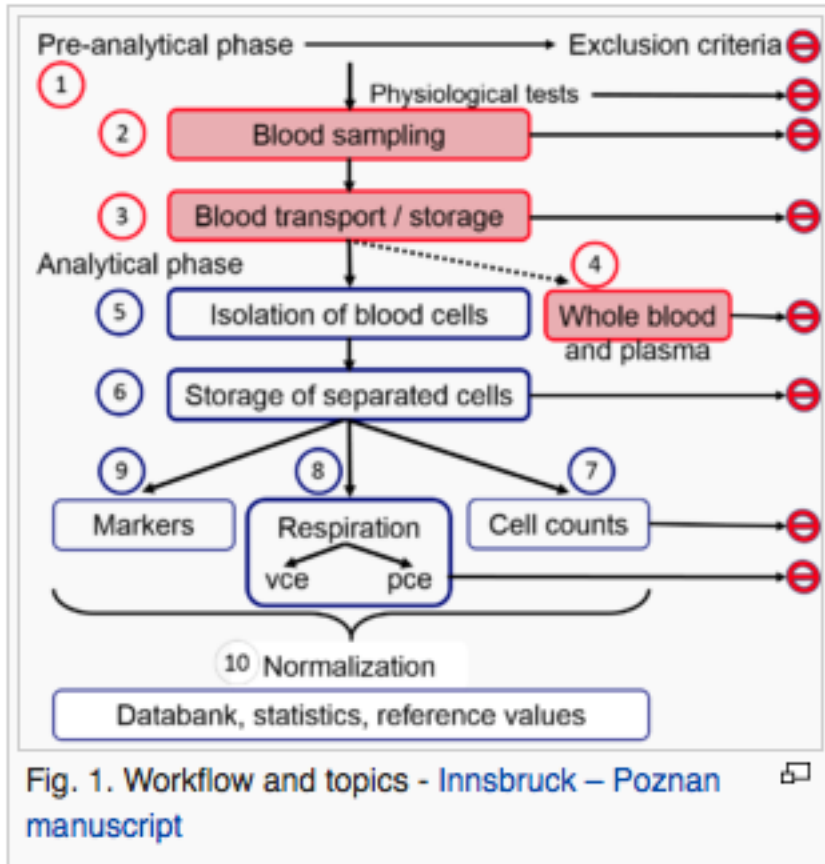 Pre-analytical phase Exclusion criteria
1
Physiological tests
2 Blood sampling
3 Blood transport / storage
Analytical phase 4
5 Isolation of blood cells Whole blood
and plasma
6 Storage of separated cells
9 8 7
Markers Respiration Cell counts
vce pce
10 Normalization
Databank, statistics, reference values
Fig. 1. Workflow and topics - Innsbruck – Poznan
manuscript